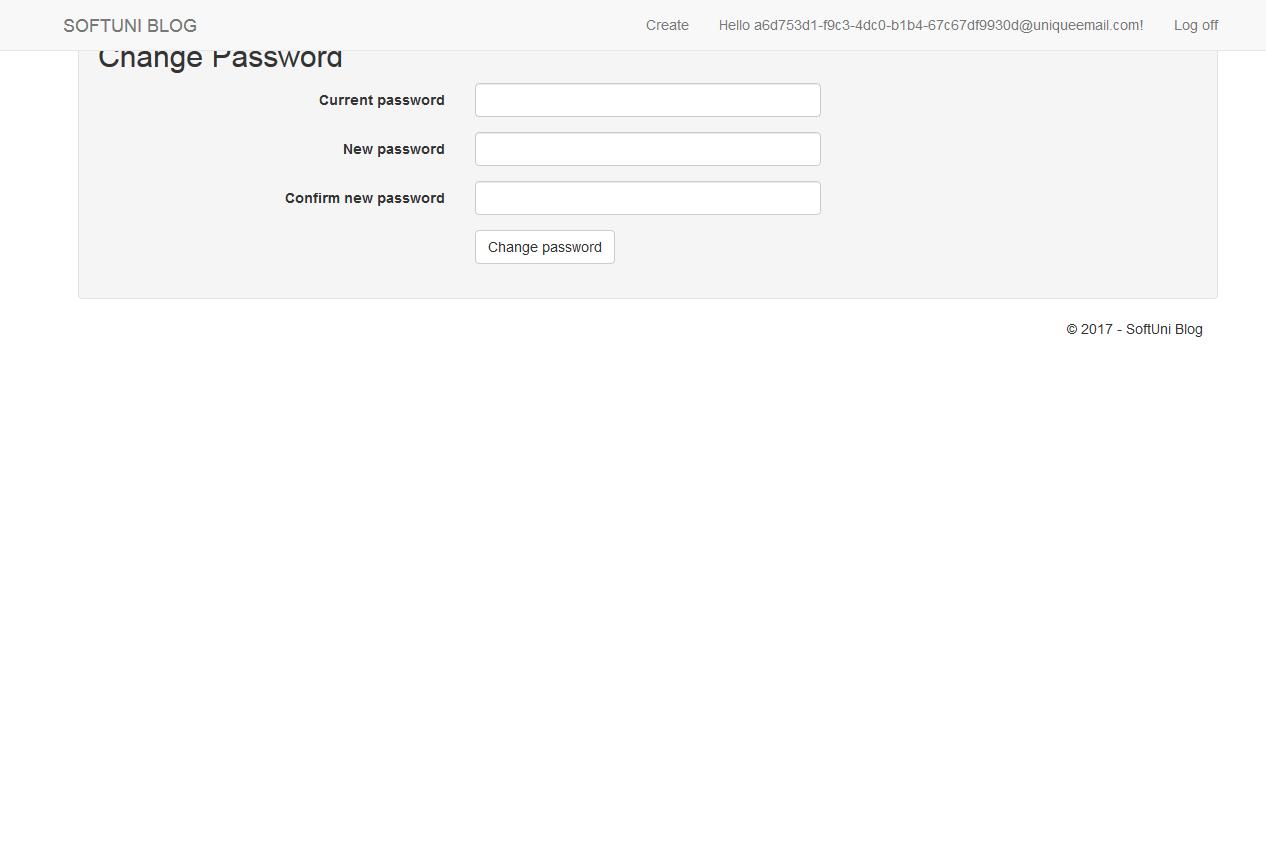 SOFTUNI BLOG
Create
Hello a6d753d1-f9c3-4dc0-b1b4-67c67df9930d@uniqueemail.com!
Log off
Change Password
Current password
New password
Confirm new password
Change password
© 2017 - SoftUni Blog